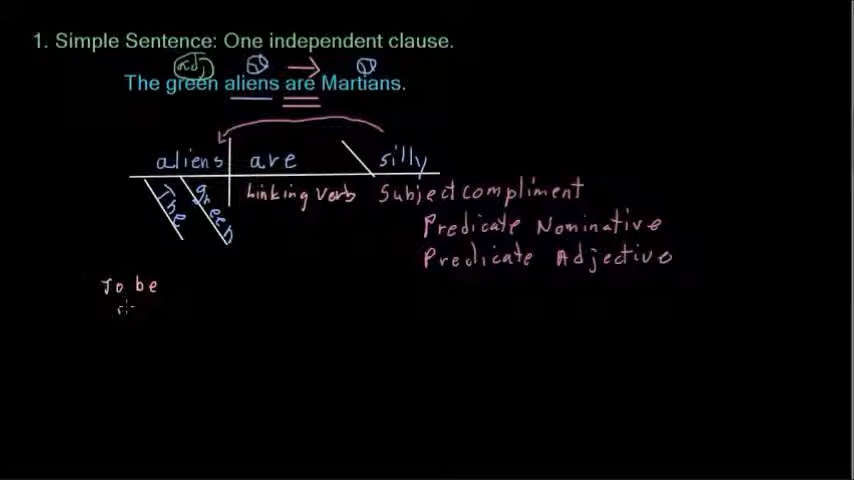 1. Simple Sentence: One independent clause.
adj
The green aliens are Martians.
aliens are silly
The green
Linking verb Subject compliment
Predicate Nominative
Predicate Adjective
To be